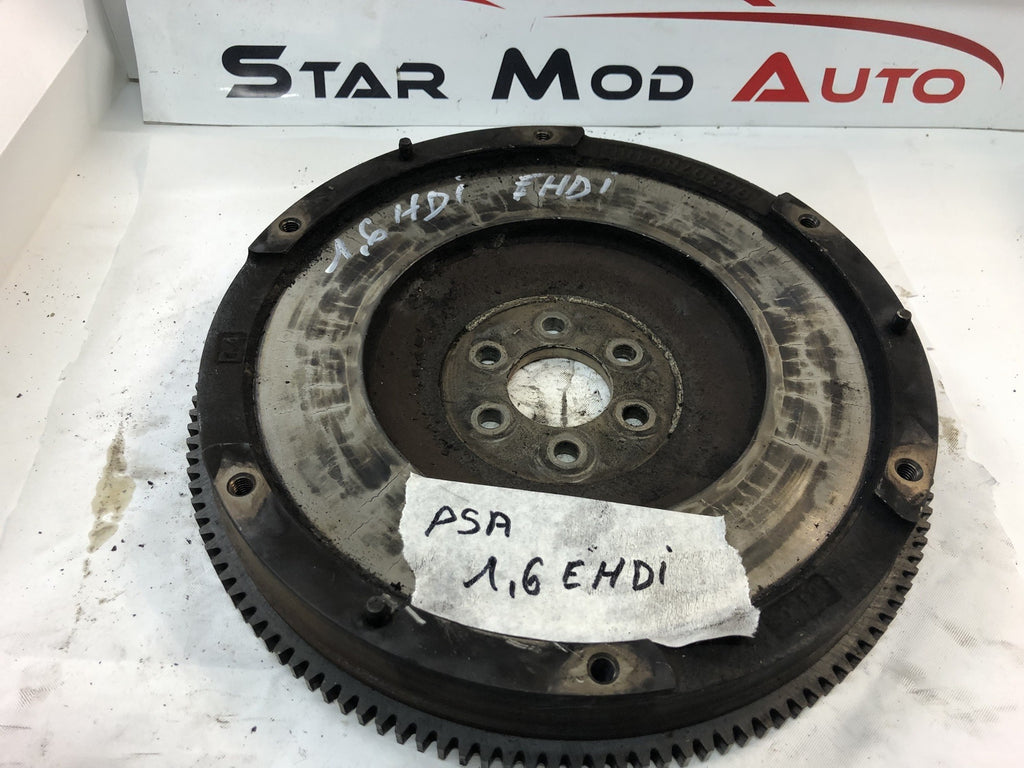 STAR MOD AUTO
1,6 HDi EHDi
PSA
1,6 EHDi